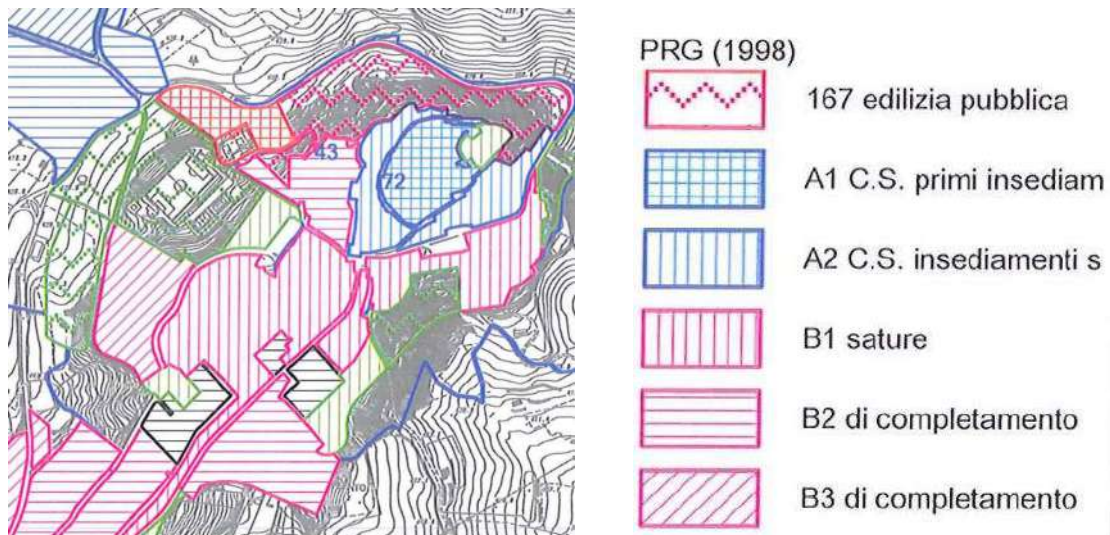 43
72
PRG (1998)
167 edilizia pubblica
A1 C.S. primi insediam
A2 C.S. insediamenti s
B1 sature
B2 di completamento
B3 di completamento